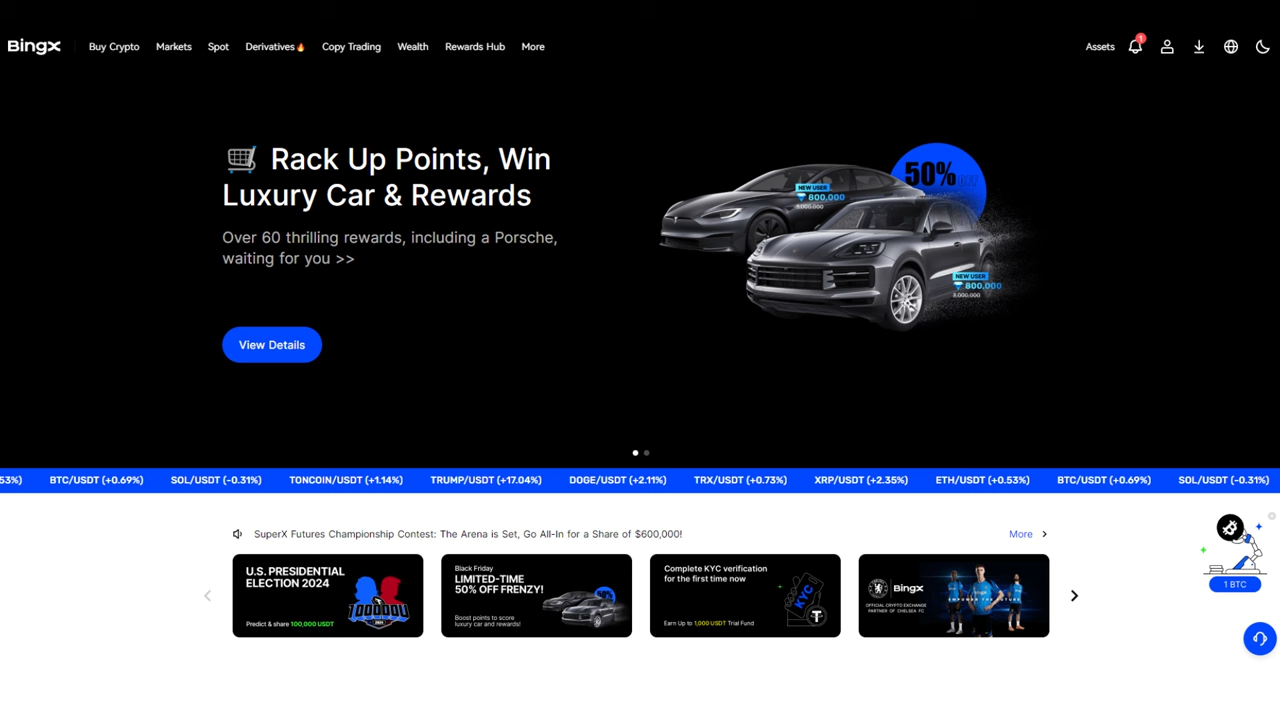 BingX
Buy Crypto Markets Spot Derivatives Copy Trading Wealth Rewards Hub More
Assets 1
Rack Up Points, Win
Luxury Car & Rewards
Over 60 thrilling rewards, including a Porsche,
waiting for you >>
View Details
50% OFF
NEW USER
800,000
NEW USER
800,000
53%) BTC/USDT (+0.69%) SOL/USDT (-0.31%) TONCOIN/USDT (+1.14%) TRUMP/USDT (+17.04%) DOGE/USDT (+2.11%) TRX/USDT (+0.73%) XRP/USDT (+2.35%) ETH/USDT (+0.53%) BTC/USDT (+0.69%) SOL/USDT (-0.31%)
SuperX Futures Championship Contest: The Arena is Set, Go All-In for a Share of $600,000!
More
U.S. PRESIDENTIAL
ELECTION 2024
Predict & share 100,000 USDT
Black Friday
LIMITED-TIME
50% OFF FRENZY!
Boost points to score
luxury car and rewards!
Complete KYC verification
for the first time now
KYC
Earn Up to 1,000 USDT Trial Fund
BingX
OFFICIAL CRYPTO EXCHANGE
PARTNER OF CHELSEA FC
EMPOWER THE FUTURE
1 BTC